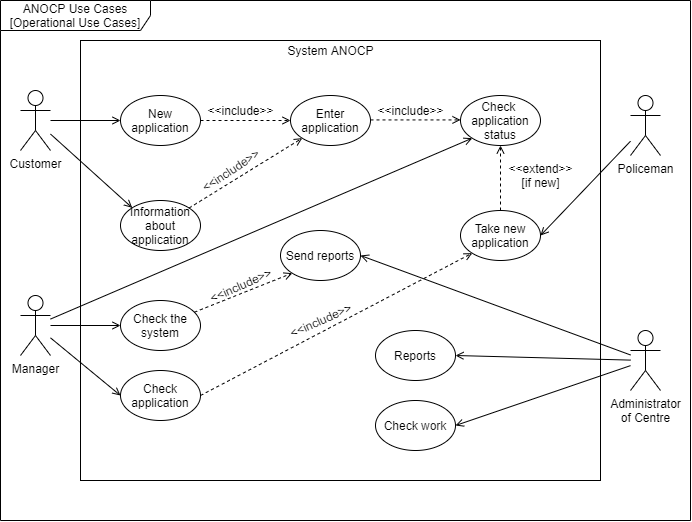 ANOCP Use Cases
[Operational Use Cases]
System ANOCP
New
application
<<include>>
Enter
application
<<include>>
Check
application
status
Customer
Policeman
<<include>>
<<extend>>
[if new]
Information
about
application
Take new
application
Send reports
<<include>>
<<include>>
Check the
system
Manager
Reports
Check
application
Administrator
of Centre
Check work